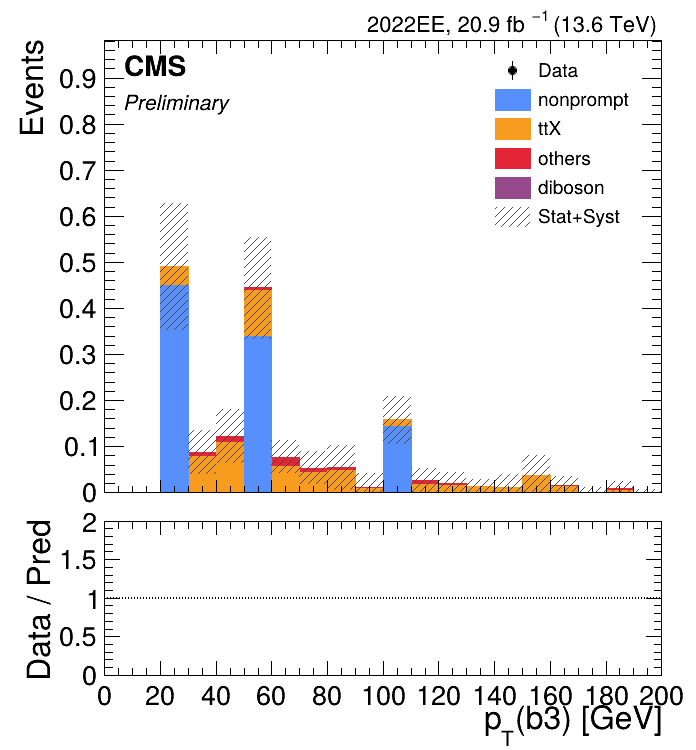 2022EE, 20.9 fb⁻¹ (13.6 TeV)
CMS
Preliminary
Events
Data
nonprompt
ttX
others
diboson
Stat+Syst
0.9
0.8
0.7
0.6
0.5
0.4
0.3
0.2
0.1
0
Data / Pred
2
1.5
1
0.5
0
0 20 40 60 80 100 120 140 160 180 200
p_T(b3) [GeV]